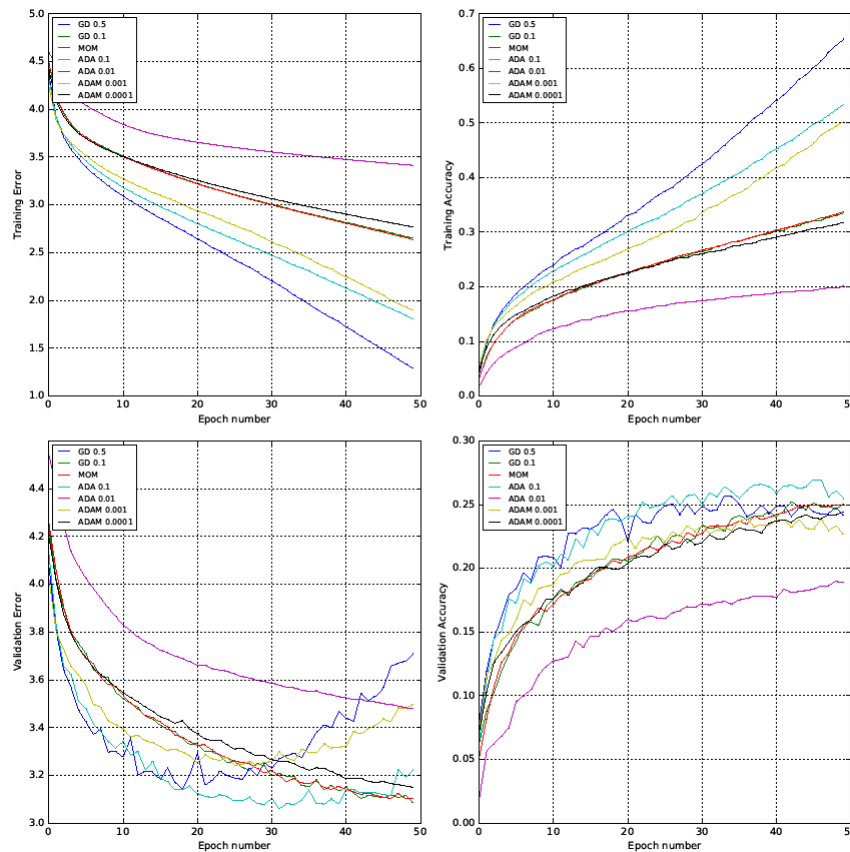 5.0
4.5
4.0
3.5
3.0
2.5
2.0
1.5
1.0
Training Error
GD 0.5
GD 0.1
MOM
ADA 0.1
ADA 0.01
ADAM 0.001
ADAM 0.0001
0 10 20 30 40 50
Epoch number
0.7
0.6
0.5
0.4
0.3
0.2
0.1
0.0
Training Accuracy
GD 0.5
GD 0.1
MOM
ADA 0.1
ADA 0.01
ADAM 0.001
ADAM 0.0001
0 10 20 30 40
Epoch number
4.4
4.2
4.0
3.8
3.6
3.4
3.2
3.0
Validation Error
GD 0.5
GD 0.1
MOM
ADA 0.1
ADA 0.01
ADAM 0.001
ADAM 0.0001
0 10 20 30 40 50
Epoch number
0.30
0.25
0.20
0.15
0.10
0.05
0.00
Validation Accuracy
GD 0.5
GD 0.1
MOM
ADA 0.1
ADA 0.01
ADAM 0.001
ADAM 0.0001
0 10 20 30 40
Epoch number